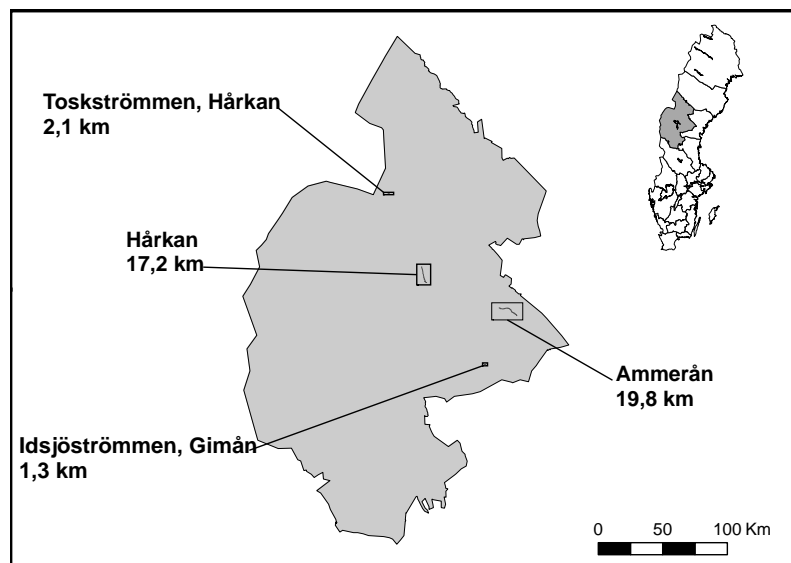 Toskströmmen, Hårkan
2,1 km
Hårkan
17,2 km
Ammerån
19,8 km
Idsjöströmmen, Gimån
1,3 km
0 50 100 Km